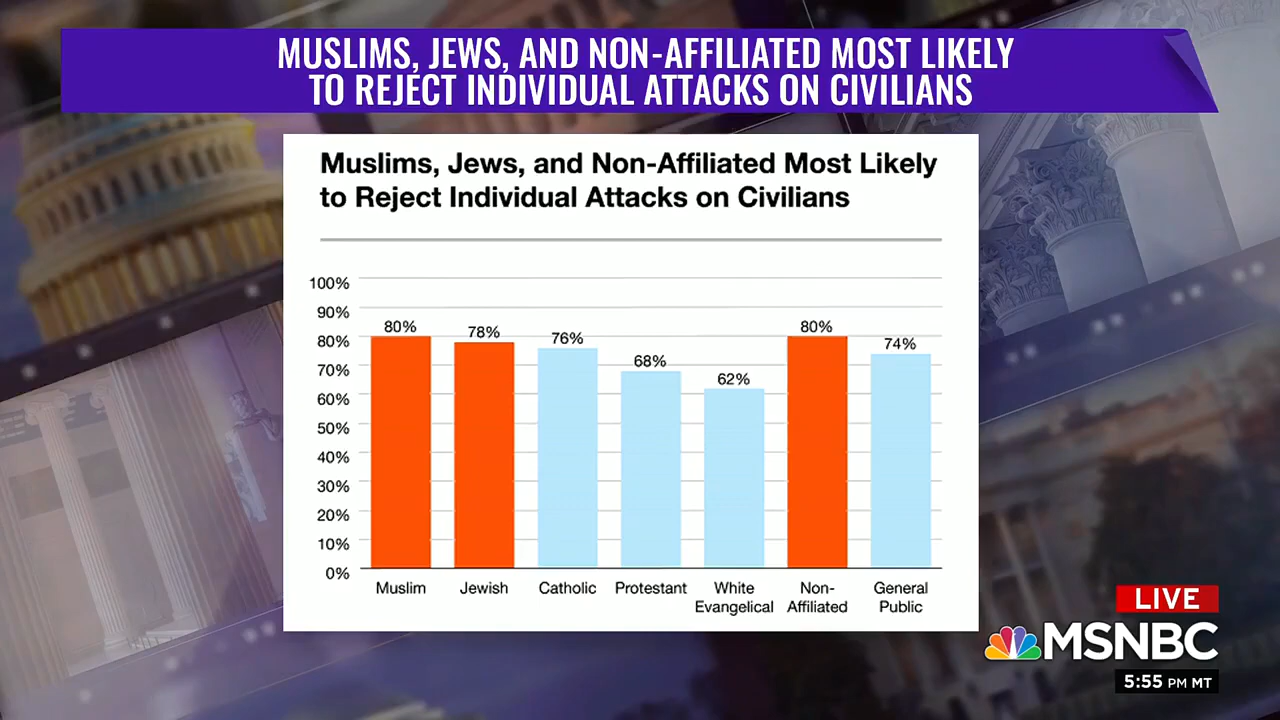 MUSLIMS, JEWS, AND NON-AFFILIATED MOST LIKELY
TO REJECT INDIVIDUAL ATTACKS ON CIVILIANS
Muslims, Jews, and Non-Affiliated Most Likely
to Reject Individual Attacks on Civilians
100%
90%
80%
70%
60%
50%
40%
30%
20%
10%
0%
80%
78%
76%
68%
62%
80%
74%
Muslim
Jewish
Catholic
Protestant
White
Evangelical
Non-
Affiliated
General
Public
LIVE
MSNBC
5:55 PM MT